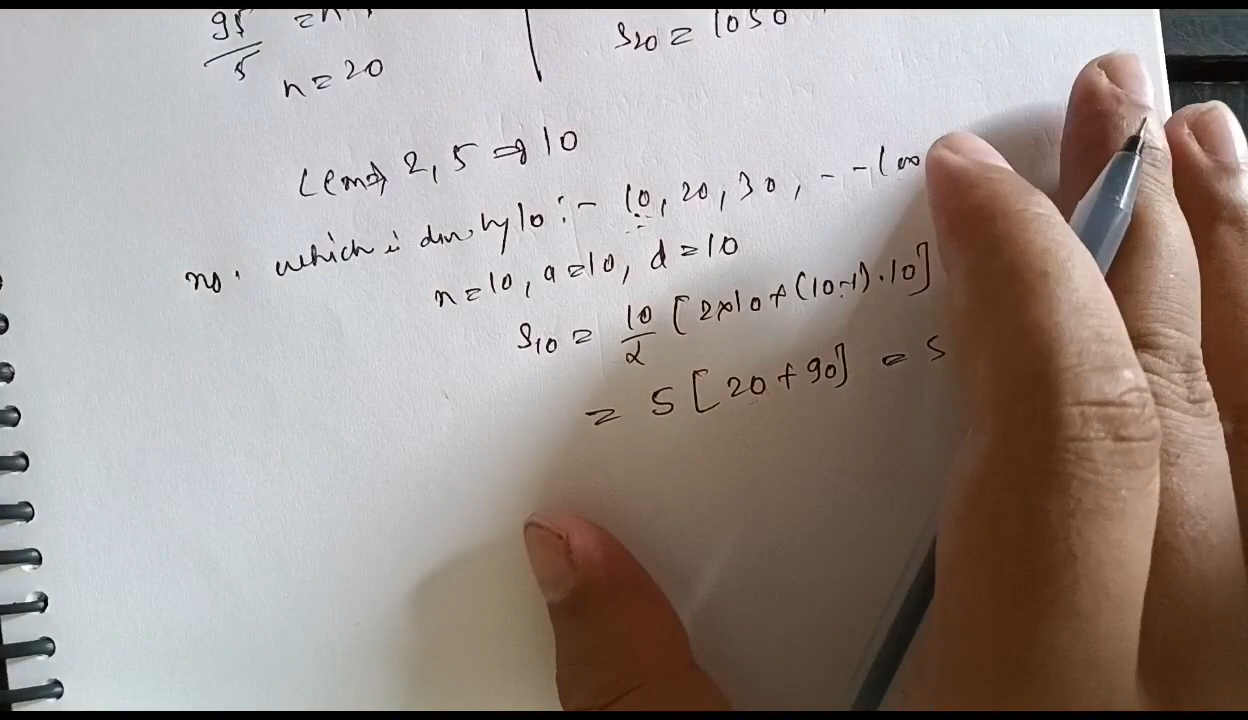 95/5 =
n = 20
S20 = 1050
Lcm 2, 5 ⇒ 10
no. which i div. by 10 :- 10, 20, 30, - - 100
n = 10, a = 10, d = 10
S10 = 10/2 [2×10 + (10-1) · 10]
= 5 [20 + 90] = 5